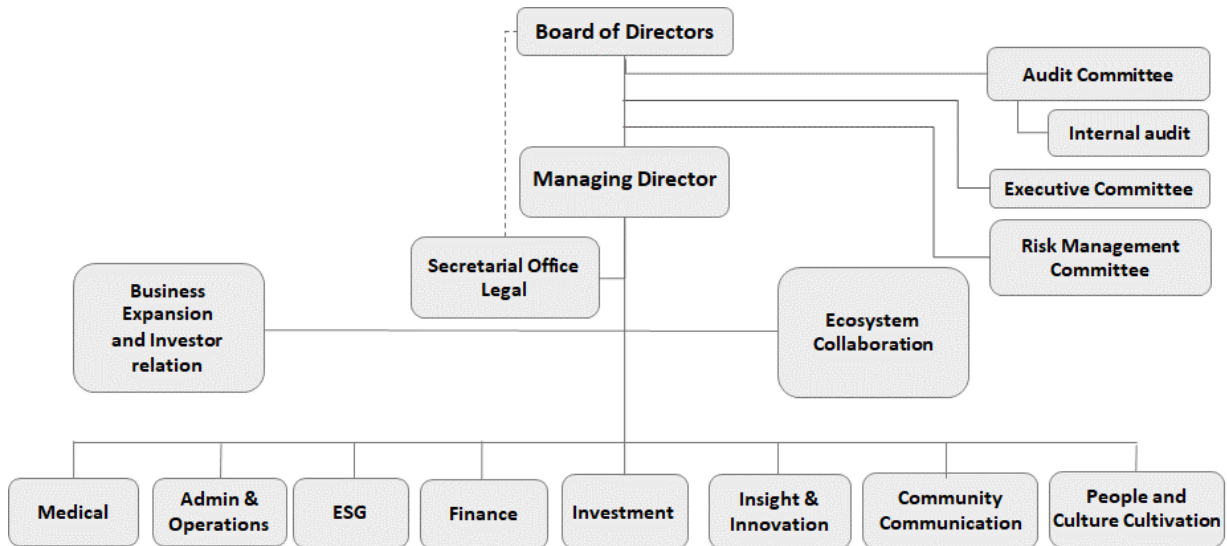 Board of Directors
Audit Committee
Internal audit
Managing Director
Executive Committee
Risk Management
Committee
Secretarial Office
Legal
Business
Expansion
and Investor
relation
Ecosystem
Collaboration
Medical
Admin &
Operations
ESG
Finance
Investment
Insight &
Innovation
Community
Communication
People and
Culture Cultivation